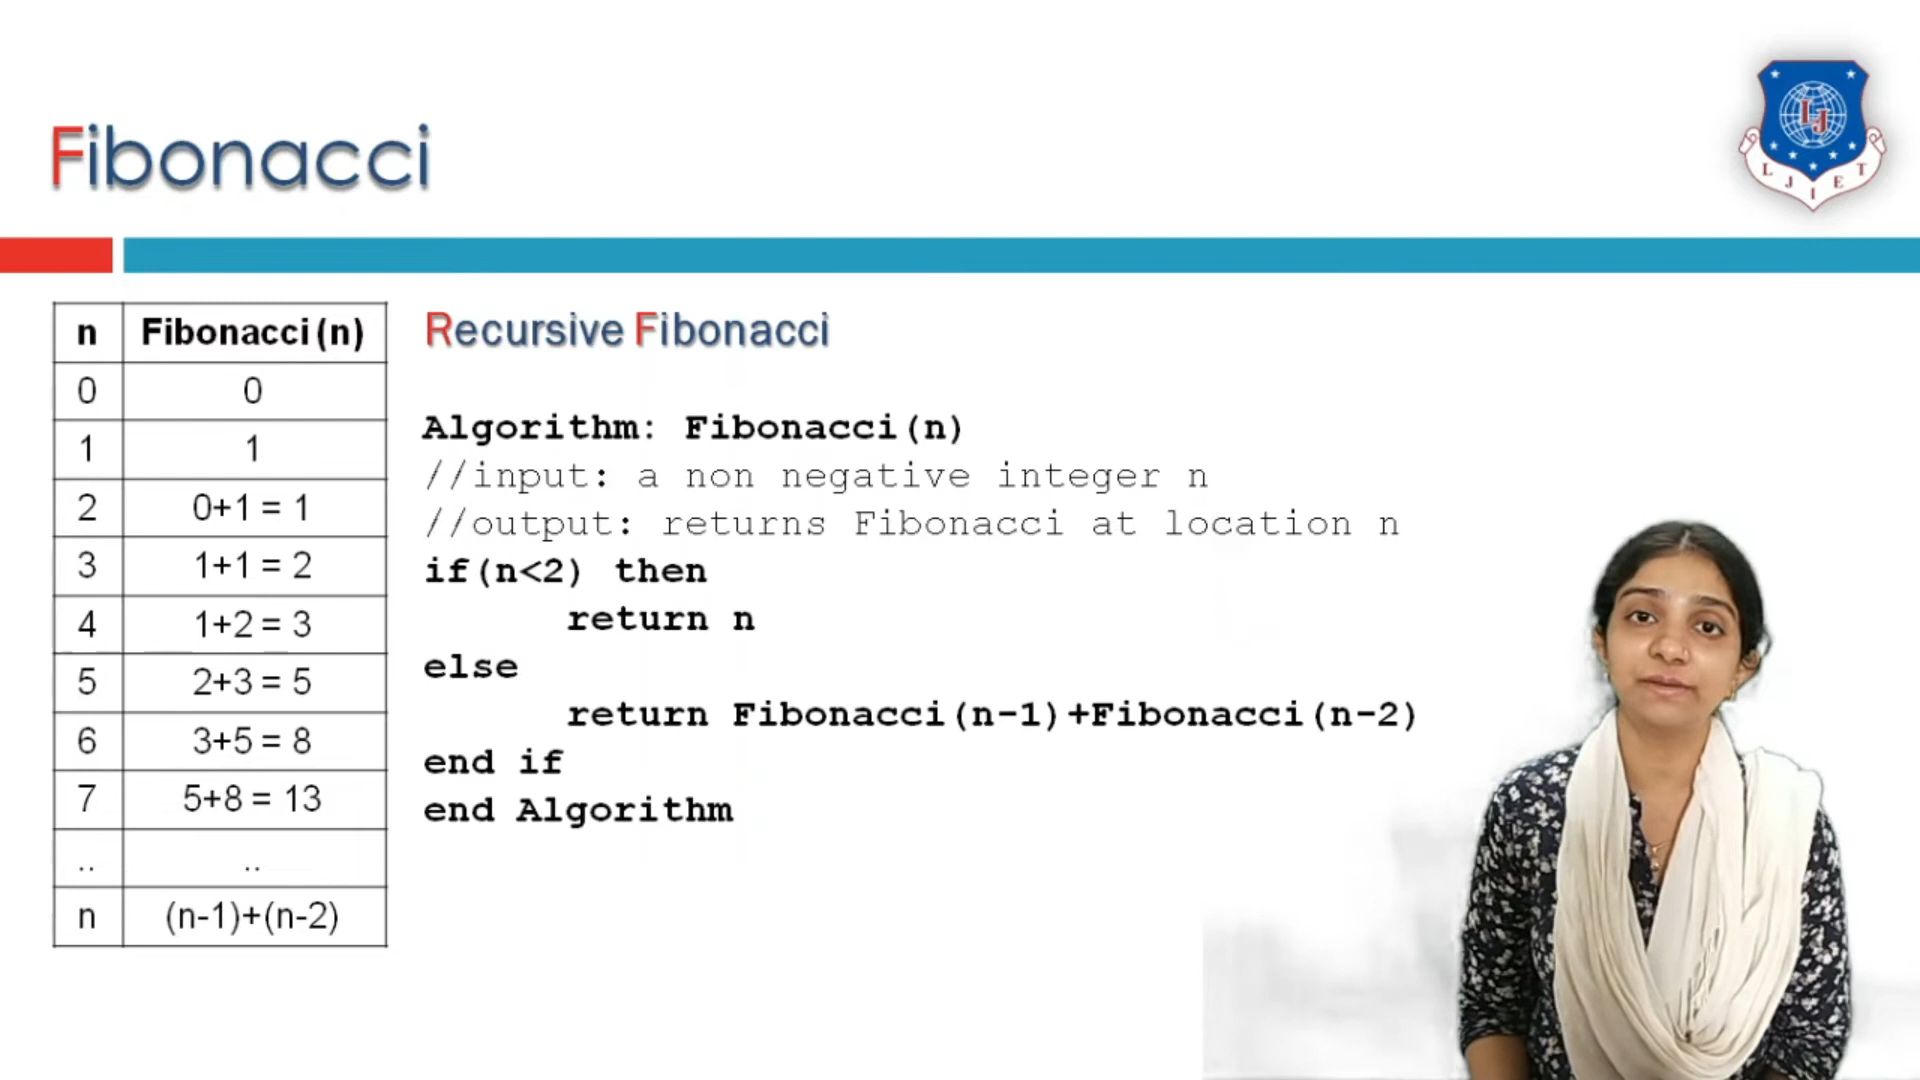 Fibonacci
LJ
L J I E T
n Fibonacci (n)
0 0
1 1
2 0+1 = 1
3 1+1 = 2
4 1+2 = 3
5 2+3 = 5
6 3+5 = 8
7 5+8 = 13
.. ..
n (n-1)+(n-2)
Recursive Fibonacci
Algorithm: Fibonacci(n)
//input: a non negative integer n
//output: returns Fibonacci at location n
if(n<2) then
return n
else
return Fibonacci(n-1)+Fibonacci(n-2)
end if
end Algorithm